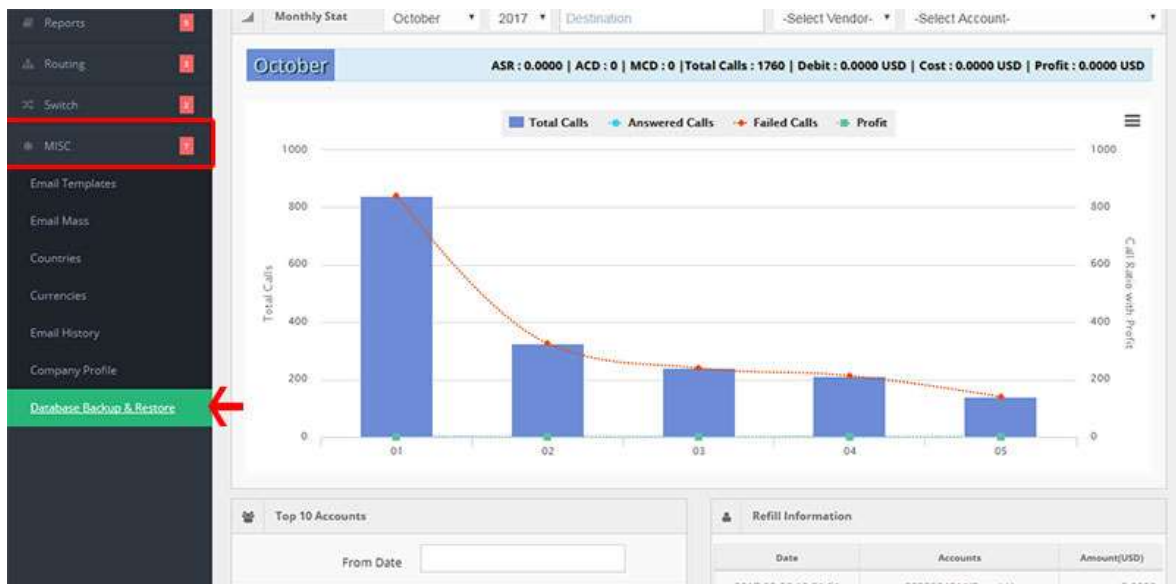 Reports
Routing
Switch
MISC
Email Templates
Email Mass
Countries
Currencies
Email History
Company Profile
Database Backup & Restore
Monthly Stat October 2017 Destination -Select Vendor- -Select Account-
October ASR : 0.0000 | ACD : 0 | MCD : 0 |Total Calls : 1760 | Debit : 0.0000 USD | Cost : 0.0000 USD | Profit : 0.0000 USD
Total Calls Answered Calls Failed Calls Profit
1000 1000
800 800
600 600
400 400
200 200
0 0
Total Calls
Call Ratio with Profit
01 02 03 04 05
Top 10 Accounts
From Date
Refill Information
Date Accounts Amount(USD)